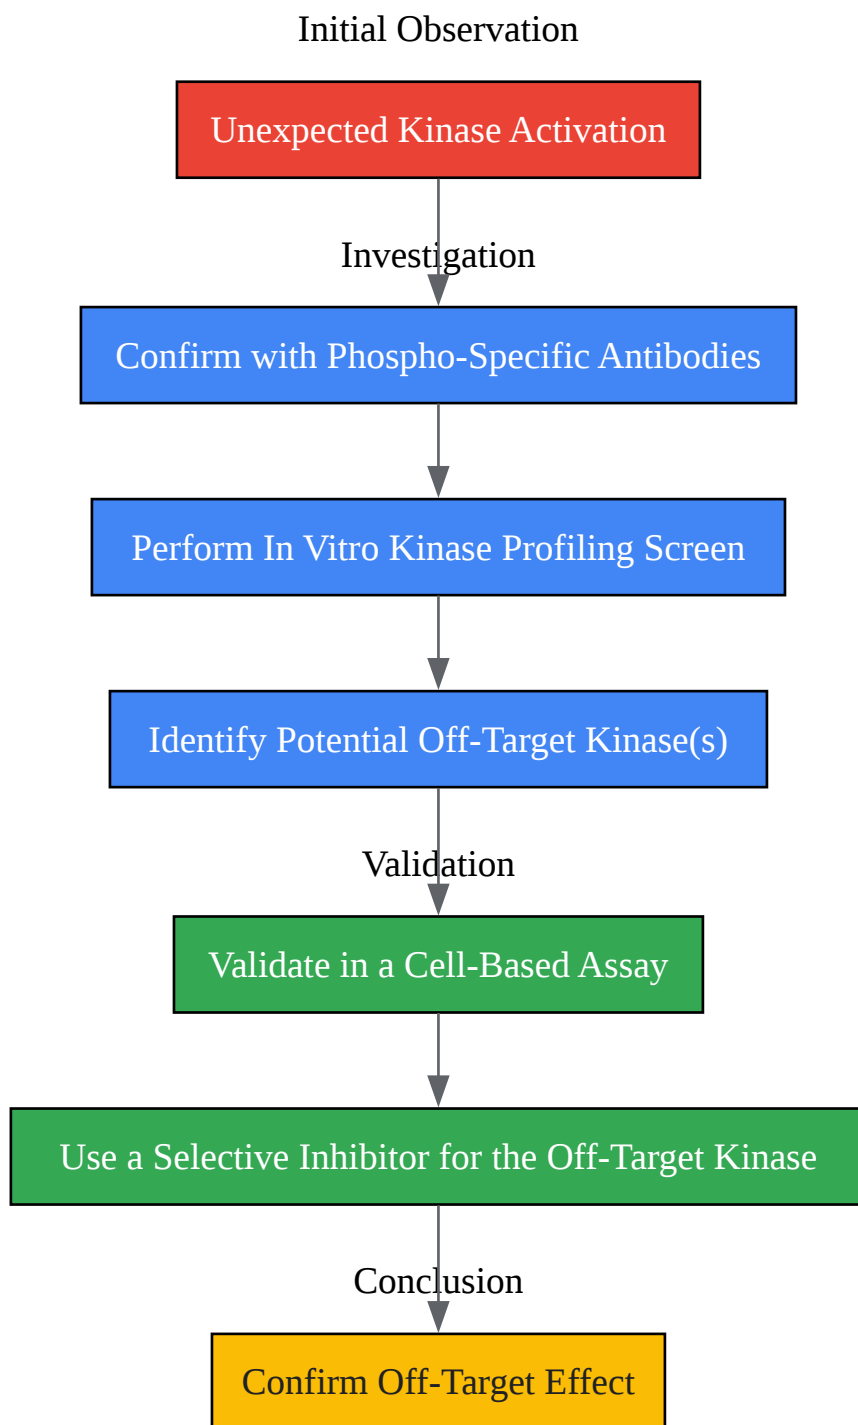 Initial Observation
Unexpected Kinase Activation
Investigation
Confirm with Phospho-Specific Antibodies
Perform In Vitro Kinase Profiling Screen
Identify Potential Off-Target Kinase(s)
Validation
Validate in a Cell-Based Assay
Use a Selective Inhibitor for the Off-Target Kinase
Conclusion
Confirm Off-Target Effect